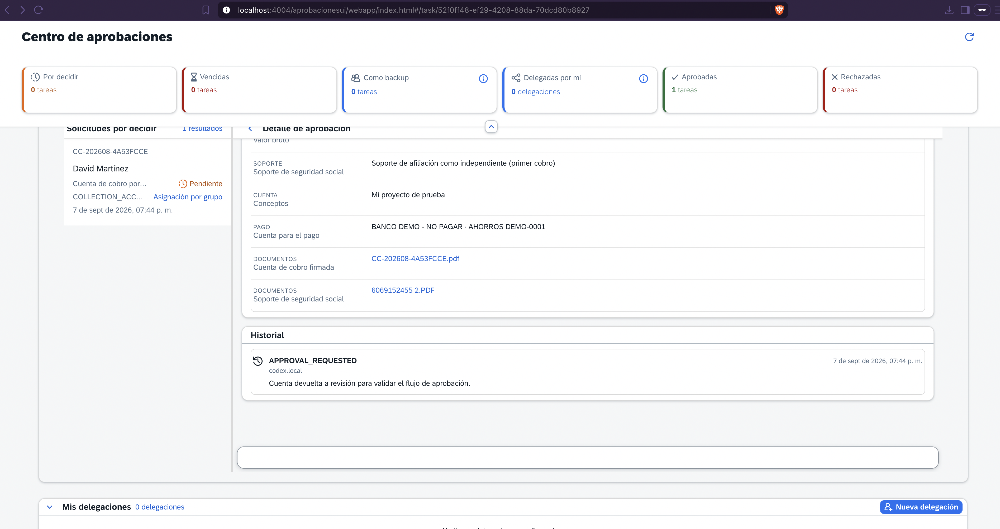 localhost:4004/aprobacionesui/webapp/index.html#/task/52f0ff48-ef29-4208-88da-70dcd80b8927
Centro de aprobaciones
Por decidir
0 tareas
Vencidas
0 tareas
Como backup
0 tareas
Delegadas por mí
0 delegaciones
Aprobadas
1 tareas
Rechazadas
0 tareas
Solicitudes por decidir
1 resultados
Detalle de aprobación
CC-202608-4A53FCCE
David Martínez
Cuenta de cobro por...
Pendiente
COLLECTION_ACC...
Asignación por grupo
7 de sept de 2026, 07:44 p. m.
Valor bruto
SOPORTE
Soporte de seguridad social
Soporte de afiliación como independiente (primer cobro)
CUENTA
Conceptos
Mi proyecto de prueba
PAGO
Cuenta para el pago
BANCO DEMO - NO PAGAR · AHORROS DEMO-0001
DOCUMENTOS
Cuenta de cobro firmada
CC-202608-4A53FCCE.pdf
DOCUMENTOS
Soporte de seguridad social
6069152455 2.PDF
Historial
APPROVAL_REQUESTED
7 de sept de 2026, 07:44 p. m.
codex.local
Cuenta devuelta a revisión para validar el flujo de aprobación.
Mis delegaciones
0 delegaciones
Nueva delegación